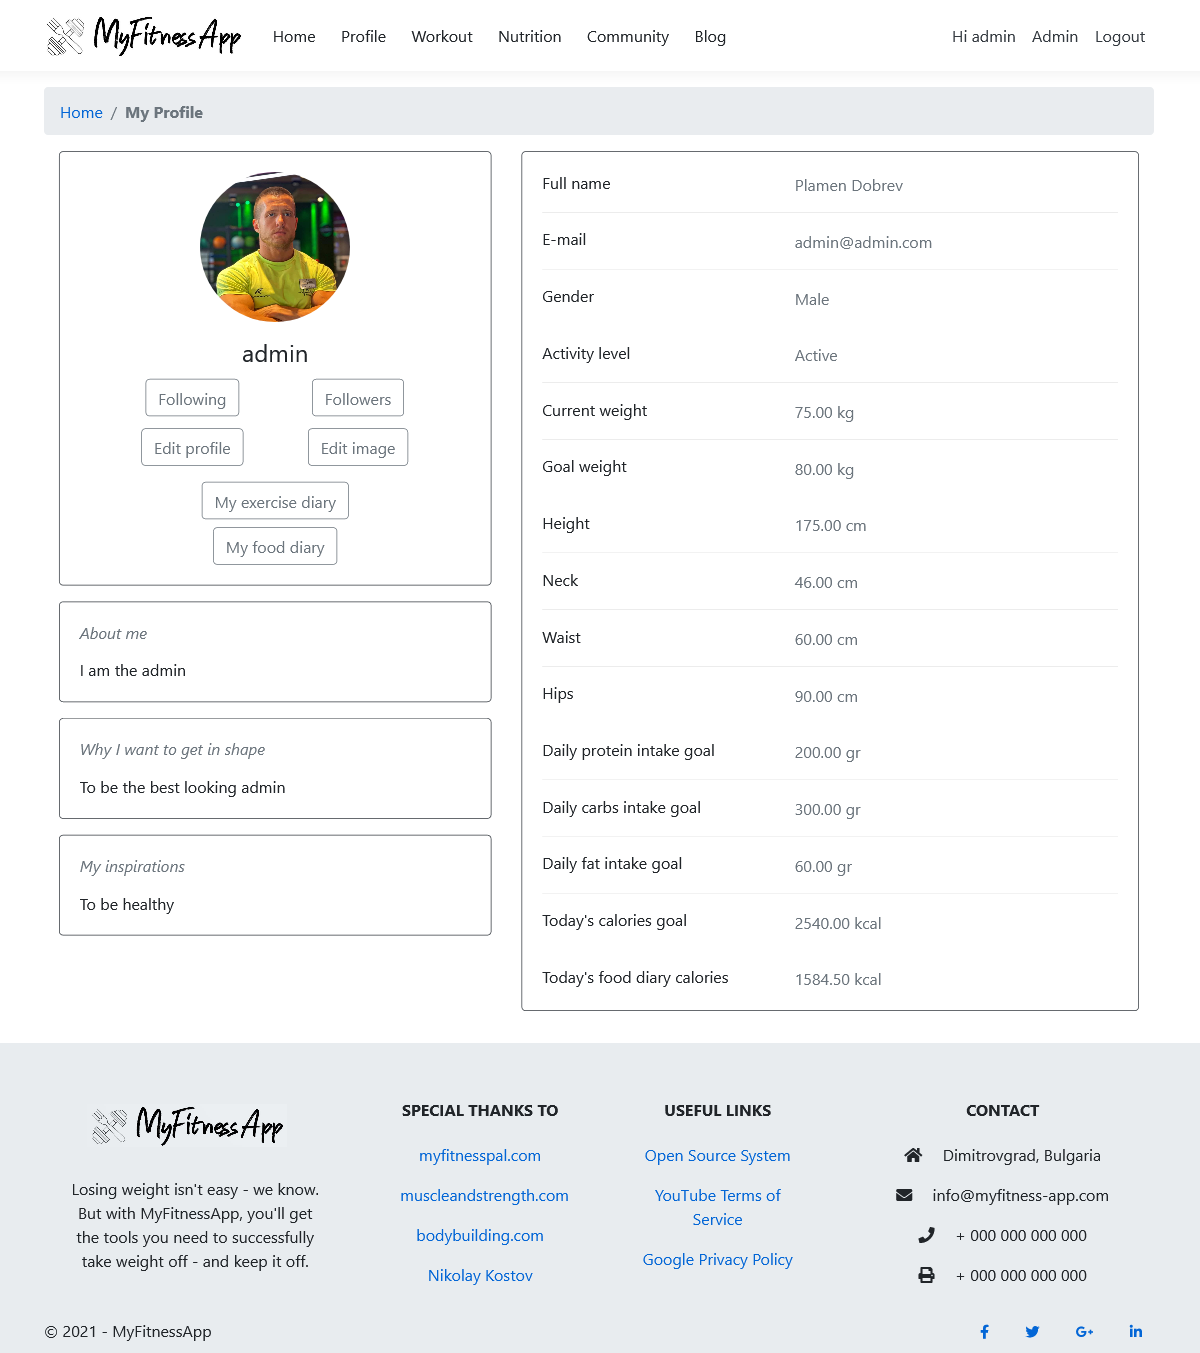 MyFitnessApp Home Profile Workout Nutrition Community Blog Hi admin Admin Logout
Home / My Profile
admin
Following Followers
Edit profile Edit image
My exercise diary
My food diary
About me
I am the admin
Why I want to get in shape
To be the best looking admin
My inspirations
To be healthy
Full name Plamen Dobrev
E-mail admin@admin.com
Gender Male
Activity level Active
Current weight 75.00 kg
Goal weight 80.00 kg
Height 175.00 cm
Neck 46.00 cm
Waist 60.00 cm
Hips 90.00 cm
Daily protein intake goal 200.00 gr
Daily carbs intake goal 300.00 gr
Daily fat intake goal 60.00 gr
Today's calories goal 2540.00 kcal
Today's food diary calories 1584.50 kcal
MyFitnessApp
Losing weight isn't easy - we know.
But with MyFitnessApp, you'll get
the tools you need to successfully
take weight off - and keep it off.
SPECIAL THANKS TO
myfitnesspal.com
muscleandstrength.com
bodybuilding.com
Nikolay Kostov
USEFUL LINKS
Open Source System
YouTube Terms of
Service
Google Privacy Policy
CONTACT
Dimitrovgrad, Bulgaria
info@myfitness-app.com
+ 000 000 000 000
+ 000 000 000 000
© 2021 - MyFitnessApp